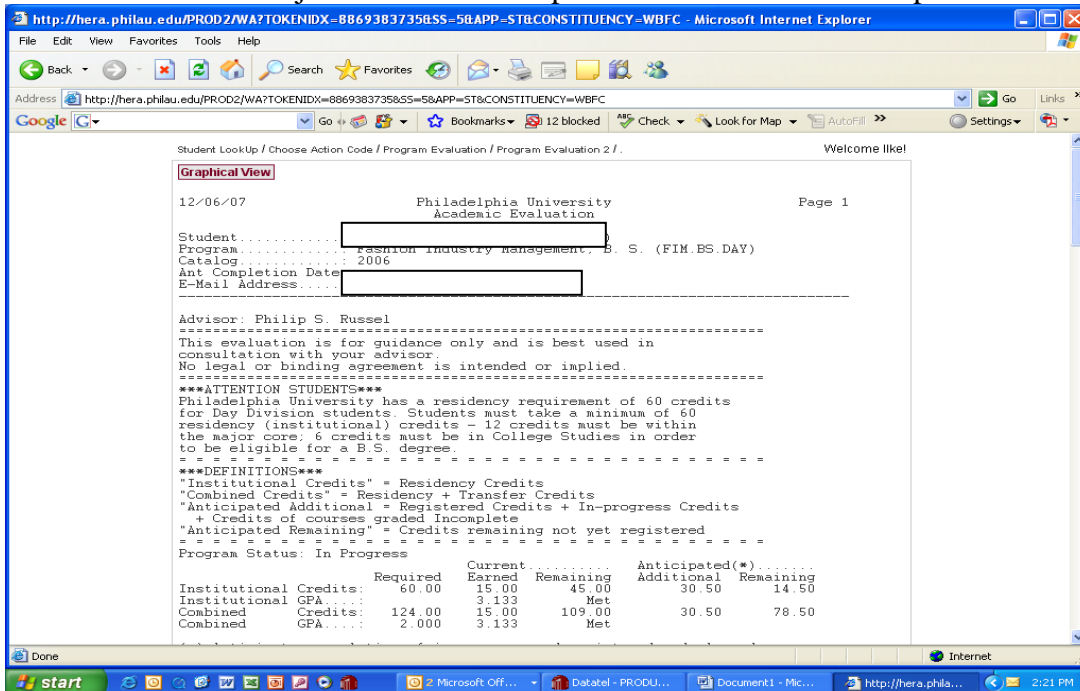 http://hera.philau.edu/PROD2/WA?TOKENIDX=8869383735&SS=5&APP=ST&CONSTITUENCY=WBFC - Microsoft Internet Explorer
File Edit View Favorites Tools Help
Back Search Favorites
Address http://hera.philau.edu/PROD2/WA?TOKENIDX=8869383735&SS=5&APP=ST&CONSTITUENCY=WBFC Go Links »
Google G Go Bookmarks 12 blocked ABC Check Look for Map AutoFill » Settings
Student LookUp / Choose Action Code / Program Evaluation / Program Evaluation 2 / . Welcome Ilke!
Graphical View
12/06/07 Philadelphia University Page 1
Academic Evaluation
Student............
Program............: Fashion Industry Management, B. S. (FIM.BS.DAY)
Catalog............: 2006
Ant Completion Date
E-Mail Address.....
Advisor: Philip S. Russel
================================================================
This evaluation is for guidance only and is best used in
consultation with your advisor.
No legal or binding agreement is intended or implied.
================================================================
***ATTENTION STUDENTS***
Philadelphia University has a residency requirement of 60 credits
for Day Division students. Students must take a minimum of 60
residency (institutional) credits - 12 credits must be within
the major core; 6 credits must be in College Studies in order
to be eligible for a B.S. degree.
= = = = = = = = = = = = = = = = = = = = = = = = = = = = = = = =
***DEFINITIONS***
"Institutional Credits" = Residency Credits
"Combined Credits" = Residency + Transfer Credits
"Anticipated Additional = Registered Credits + In-progress Credits
+ Credits of courses graded Incomplete
"Anticipated Remaining" = Credits remaining not yet registered
= = = = = = = = = = = = = = = = = = = = = = = = = = = = = = = =
Program Status: In Progress
Current.......... Anticipated(*).......
Required Earned Remaining Additional Remaining
Institutional Credits: 60.00 15.00 45.00 30.50 14.50
Institutional GPA....: 3.133 Met
Combined Credits: 124.00 15.00 109.00 30.50 78.50
Combined GPA....: 2.000 3.133 Met
Done Internet
start 2 Microsoft Off... Datatel - PRODU... Document1 - Mic... http://hera.phila... 2:21 PM